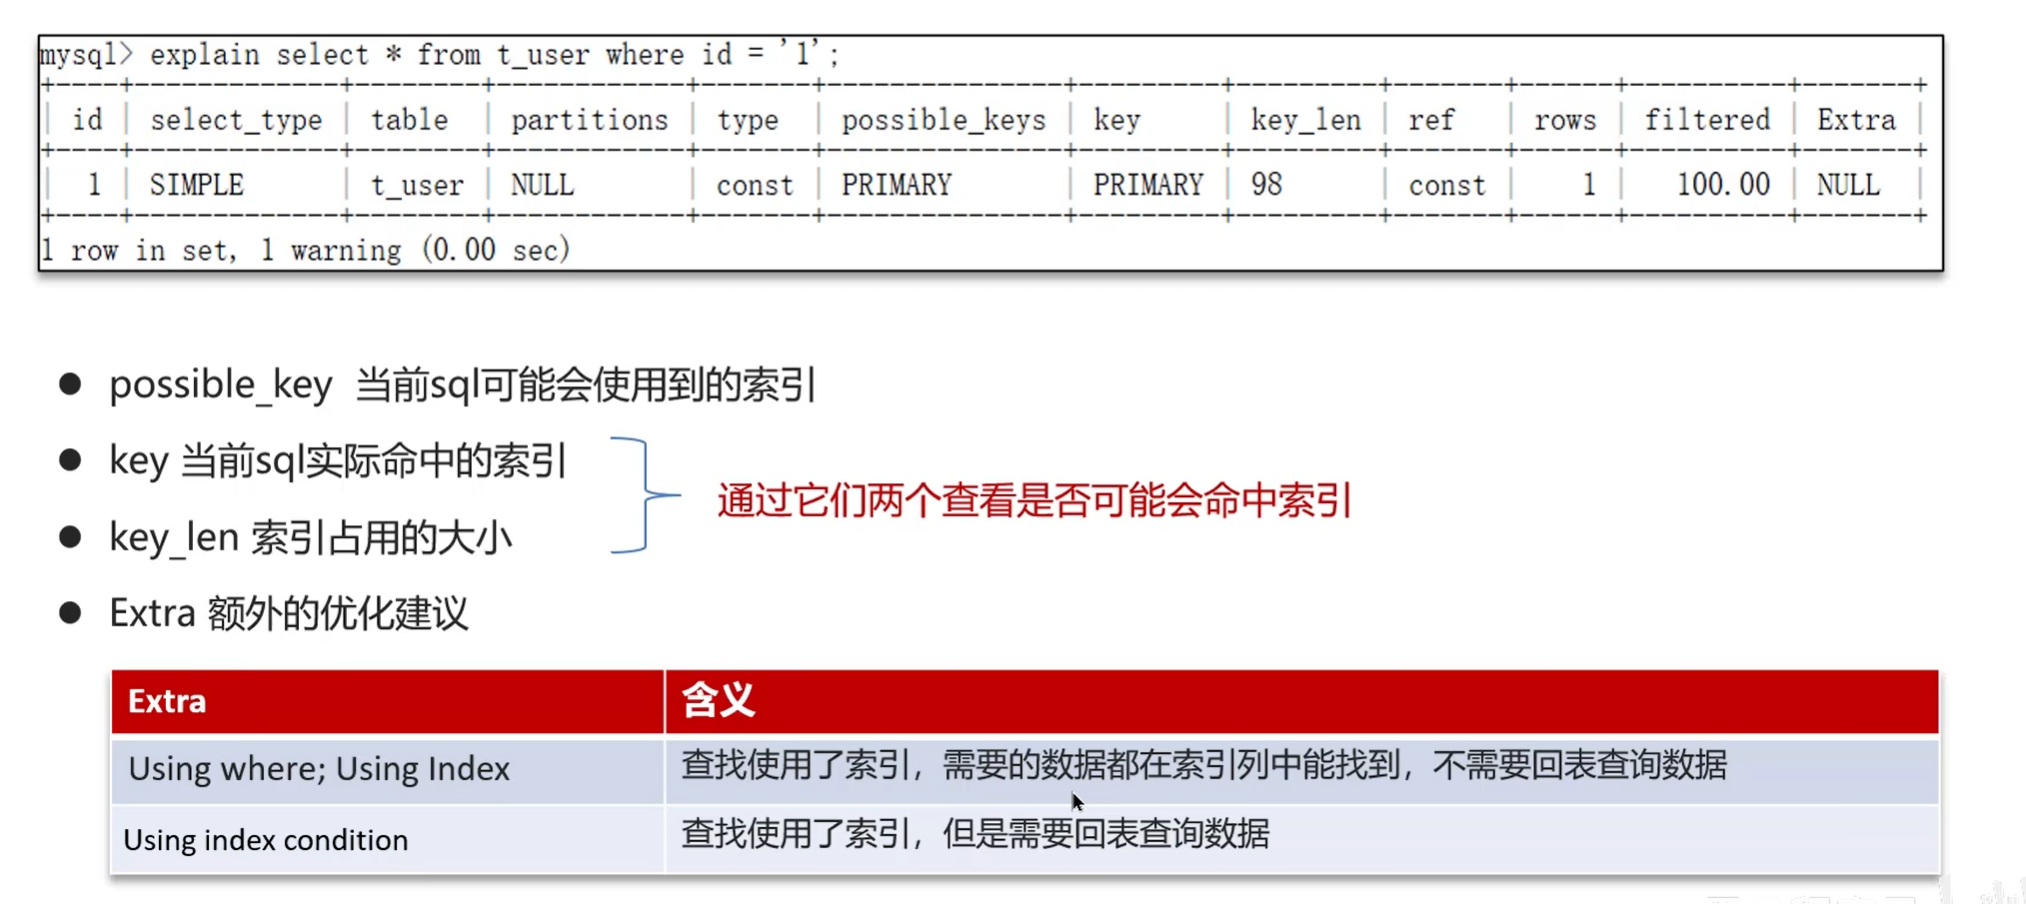 mysql> explain select * from t_user where id = '1';
id | select_type | table | partitions | type | possible_keys | key | key_len | ref | rows | filtered | Extra
1 | SIMPLE | t_user | NULL | const | PRIMARY | PRIMARY | 98 | const | 1 | 100.00 | NULL
1 row in set, 1 warning (0.00 sec)
● possible_key 当前sql可能会使用到的索引
● key 当前sql实际命中的索引
通过它们两个查看是否可能会命中索引
● key_len 索引占用的大小
● Extra 额外的优化建议
Extra 含义
Using where; Using Index 查找使用了索引，需要的数据都在索引列中能找到，不需要回表查询数据
Using index condition 查找使用了索引，但是需要回表查询数据